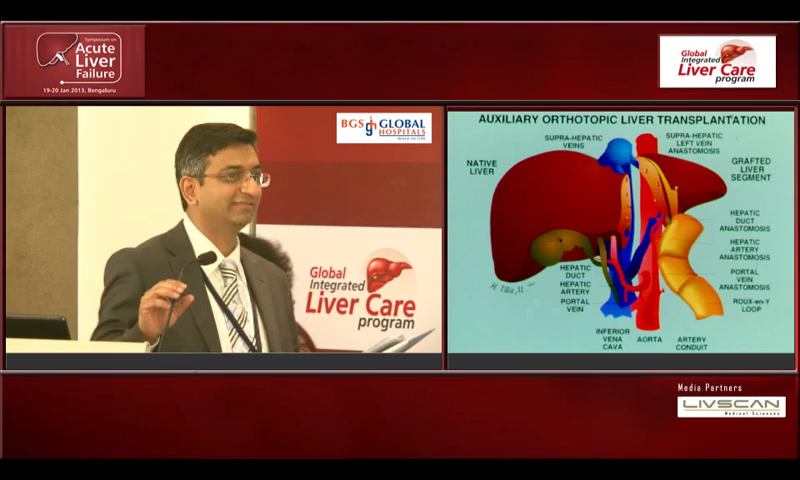 Symposium on
Acute
Liver
Failure
19-20 Jan 2013, Bengaluru
Global
Integrated
Liver Care
program
BGS GLOBAL
HOSPITALS
Global
Integrated
Liver Care
program
AUXILIARY ORTHOTOPIC LIVER TRANSPLANTATION
SUPRA-HEPATIC
VEINS
SUPRA-HEPATIC
LEFT VEIN
ANASTOMOSIS
NATIVE
LIVER
GRAFTED
LIVER
SEGMENT
HEPATIC
DUCT
ANASTOMOSIS
HEPATIC
ARTERY
ANASTOMOSIS
PORTAL
VEIN
ANASTOMOSIS
ROUX-en-Y
LOOP
HEPATIC
DUCT
HEPATIC
ARTERY
PORTAL
VEIN
INFERIOR
VENA
CAVA
AORTA
ARTERY
CONDUIT
Media Partners
LIVSCAN
Medical Sciences